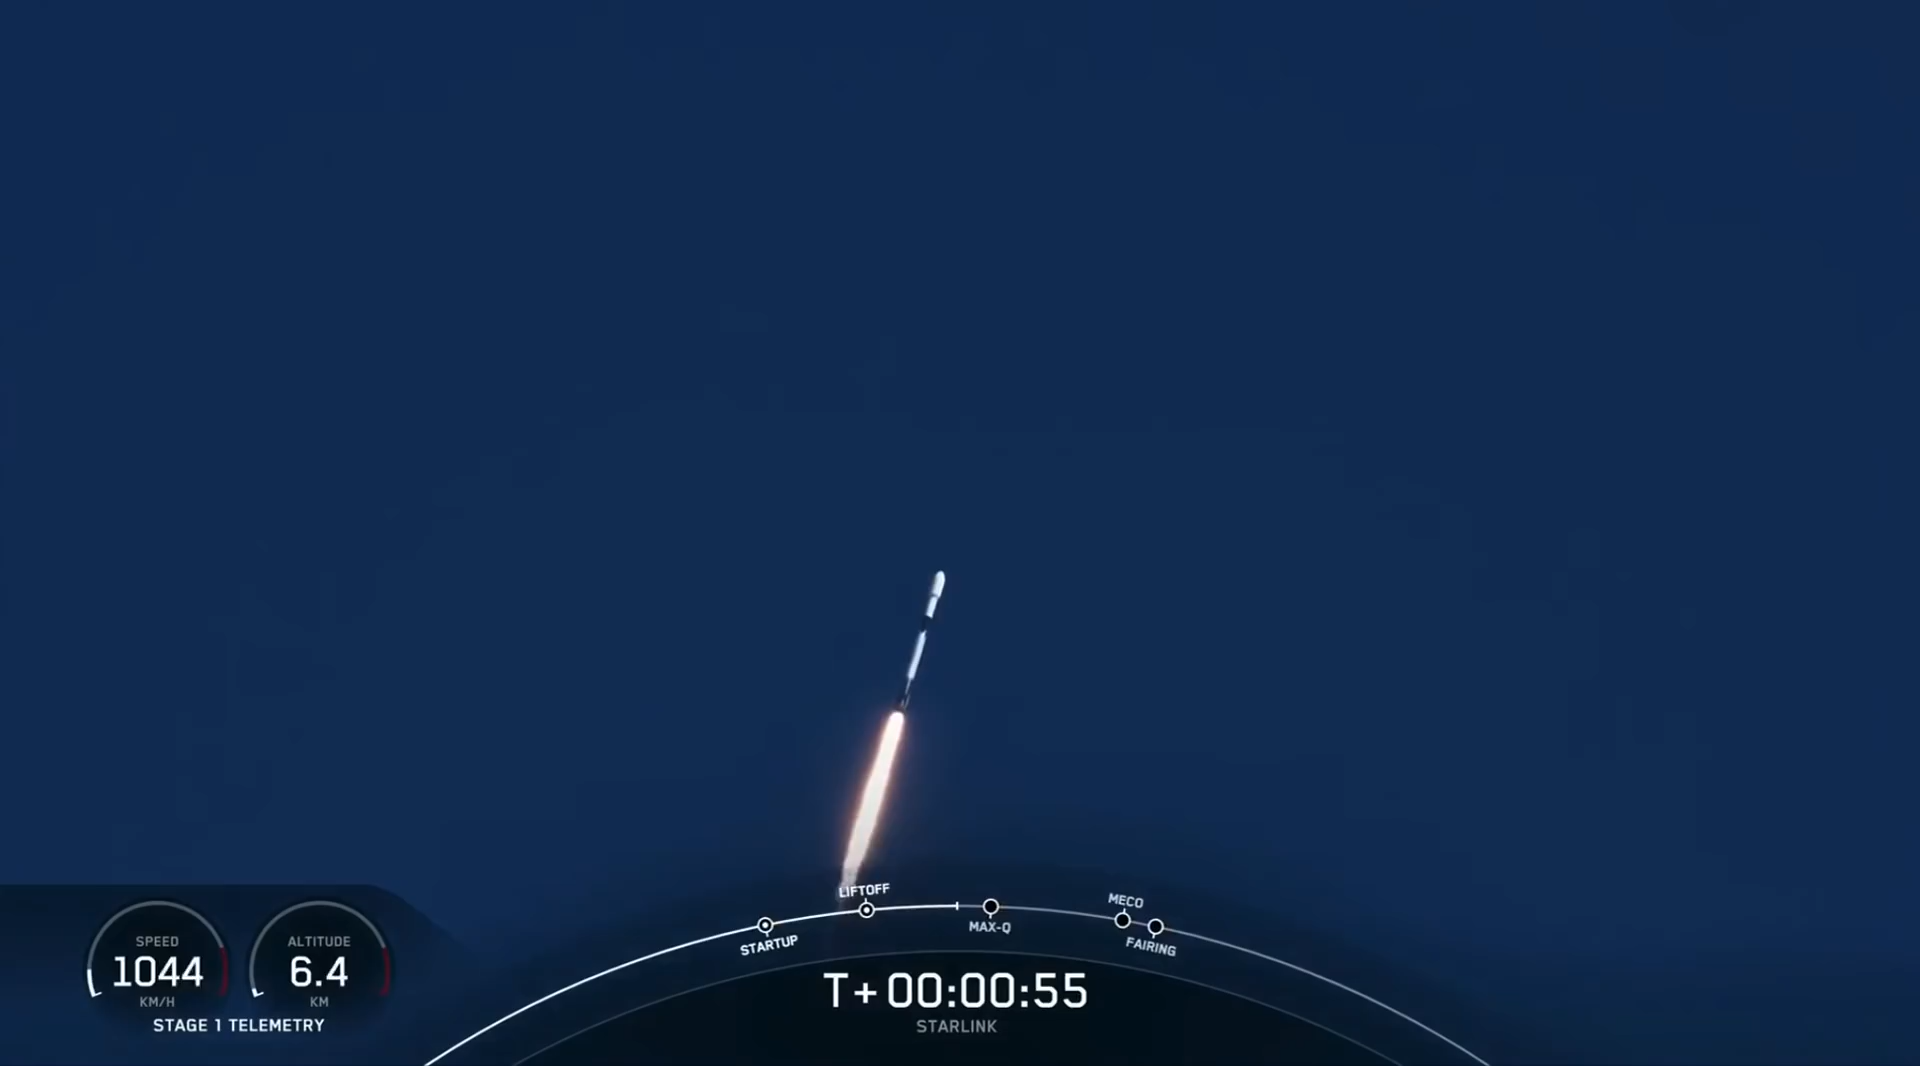 LIFTOFF
STARTUP
MAX-Q
MECO
FAIRING
SPEED
1044
KM/H
ALTITUDE
6.4
KM
STAGE 1 TELEMETRY
T+ 00:00:55
STARLINK